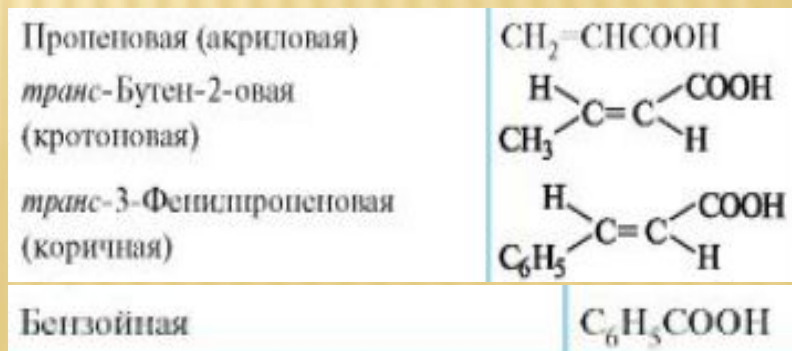 Пропеновая (акриловая) CH₂=CHCOOH
транс-Бутен-2-овая
(кротоновая)
H COOH
C=C
CH₃ H
транс-3-Фенилпропеновая
(коричная)
H COOH
C=C
C₆H₅ H
Бензойная C₆H₅COOH